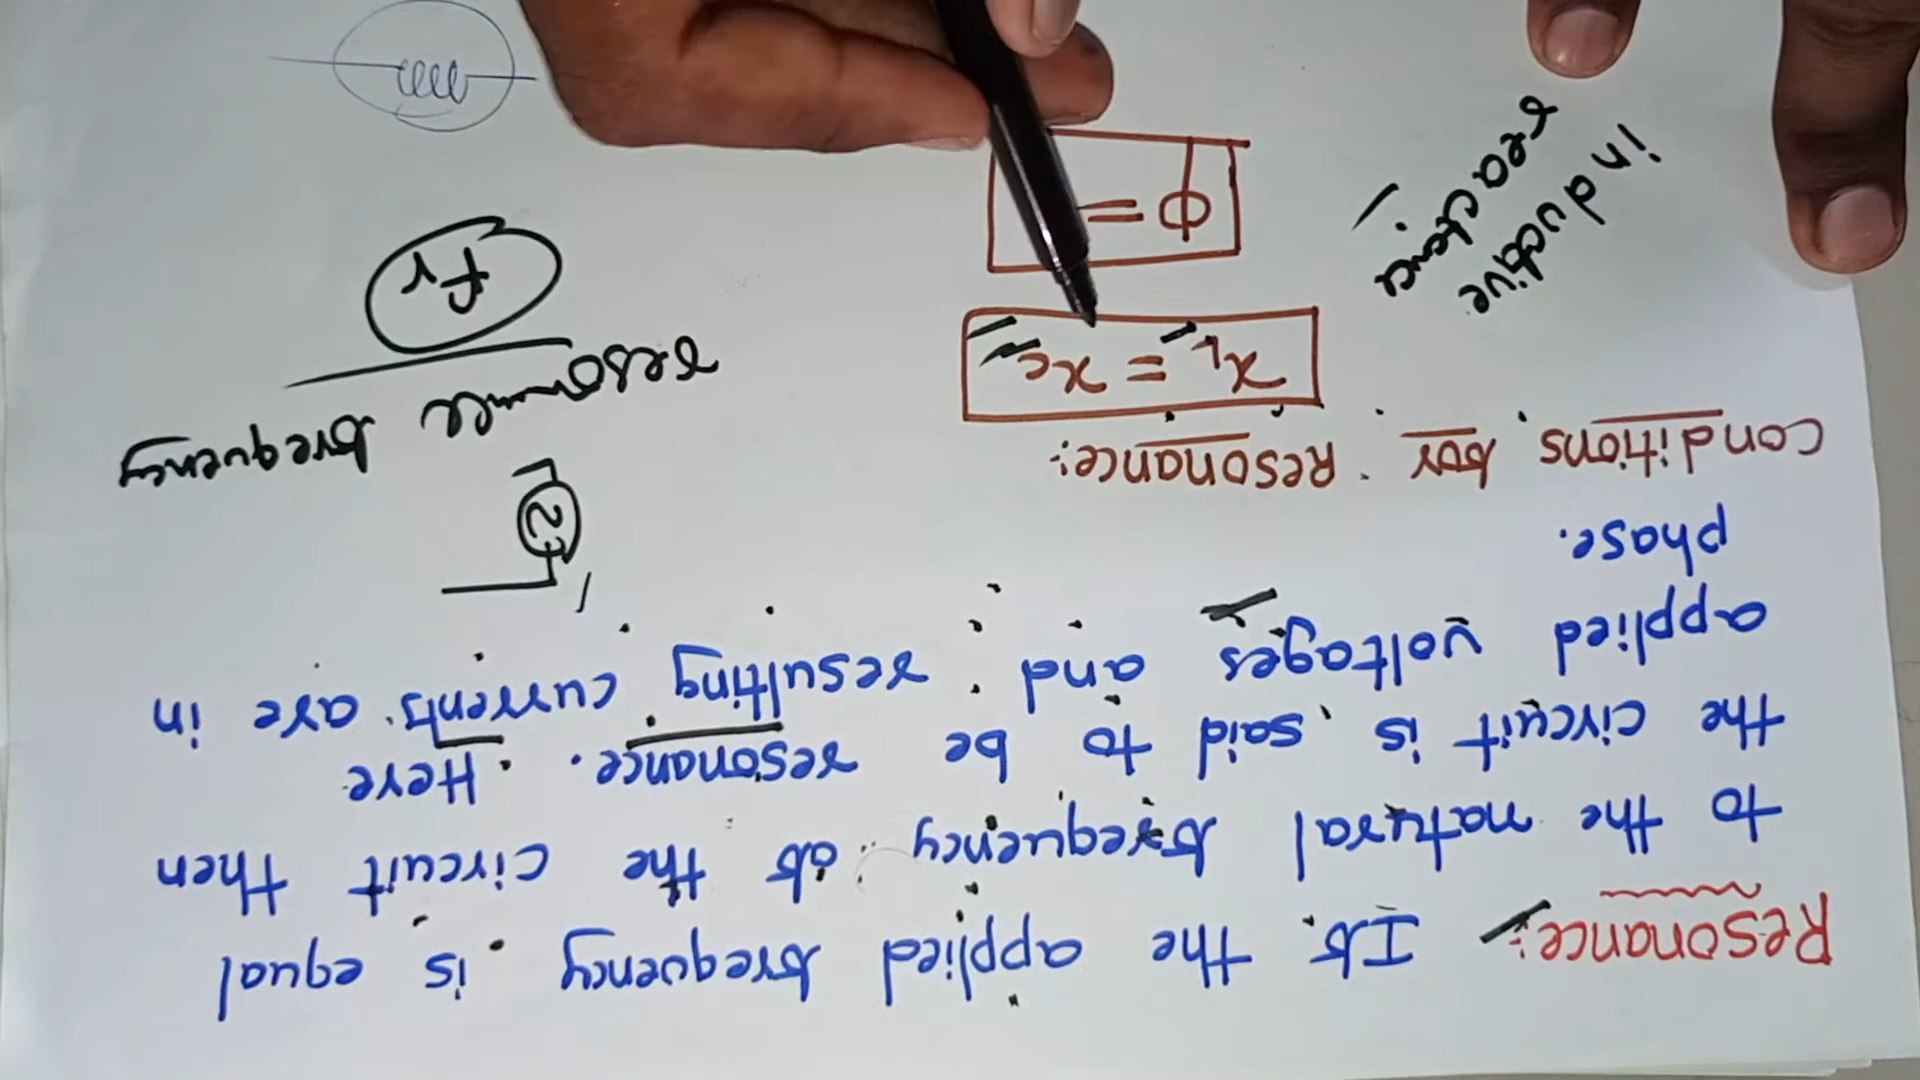 Resonance:- If the applied frequency is equal
to the natural frequency of the circuit then
the circuit is said to be resonance. Here
applied voltages and resulting currents are in
phase.
Conditions for Resonance:-
xL = xC
ϕ =
inductive
reactance
resonance frequency
fr